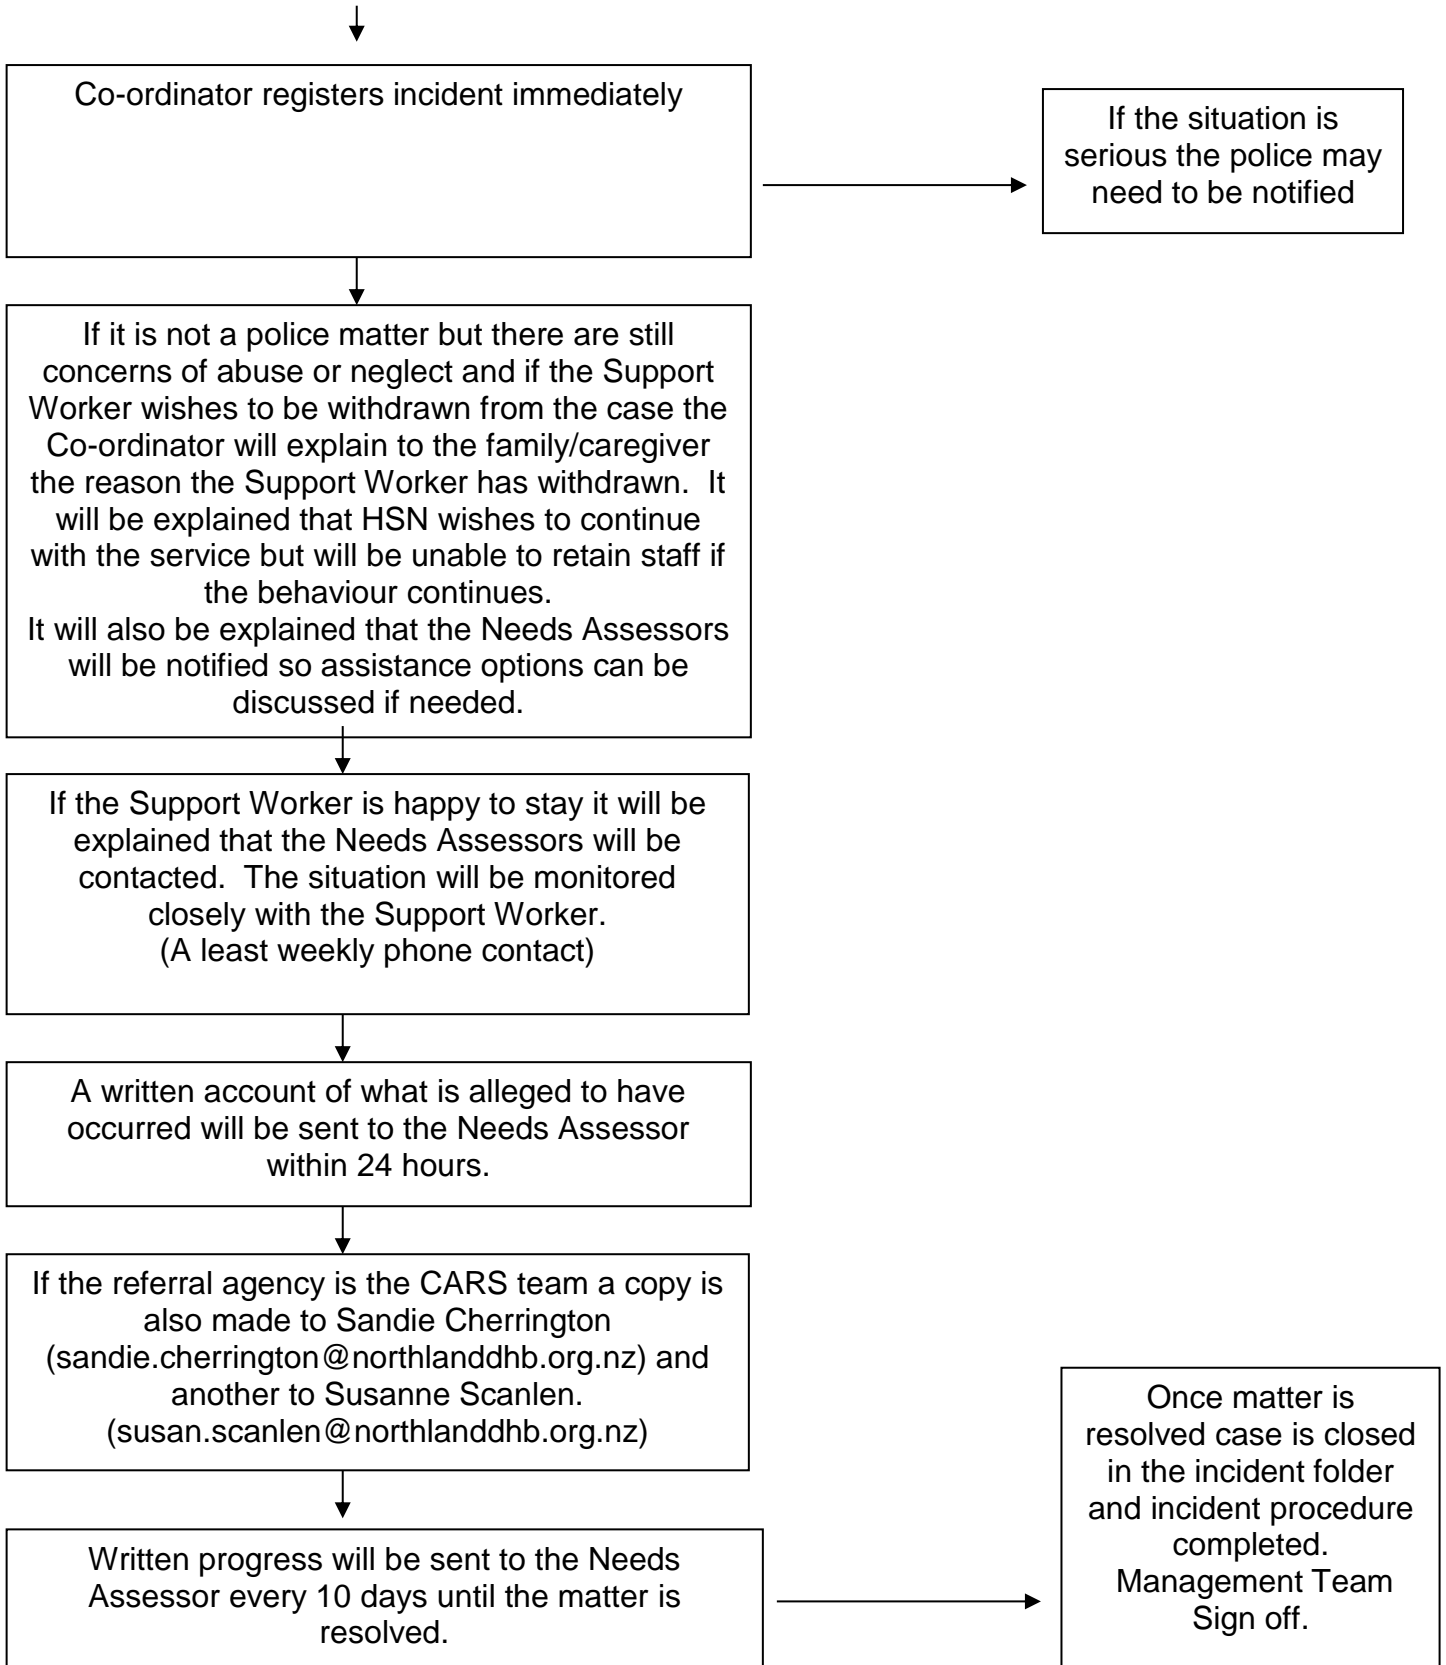 Co-ordinator registers incident immediately
If the situation is
serious the police may
need to be notified
If it is not a police matter but there are still
concerns of abuse or neglect and if the Support
Worker wishes to be withdrawn from the case the
Co-ordinator will explain to the family/caregiver
the reason the Support Worker has withdrawn.  It
will be explained that HSN wishes to continue
with the service but will be unable to retain staff if
the behaviour continues.
It will also be explained that the Needs Assessors
will be notified so assistance options can be
discussed if needed.
If the Support Worker is happy to stay it will be
explained that the Needs Assessors will be
contacted.  The situation will be monitored
closely with the Support Worker.
(A least weekly phone contact)
A written account of what is alleged to have
occurred will be sent to the Needs Assessor
within 24 hours.
If the referral agency is the CARS team a copy is
also made to Sandie Cherrington
(sandie.cherrington@northlanddhb.org.nz) and
another to Susanne Scanlen.
(susan.scanlen@northlanddhb.org.nz)
Written progress will be sent to the Needs
Assessor every 10 days until the matter is
resolved.
Once matter is
resolved case is closed
in the incident folder
and incident procedure
completed.
Management Team
Sign off.